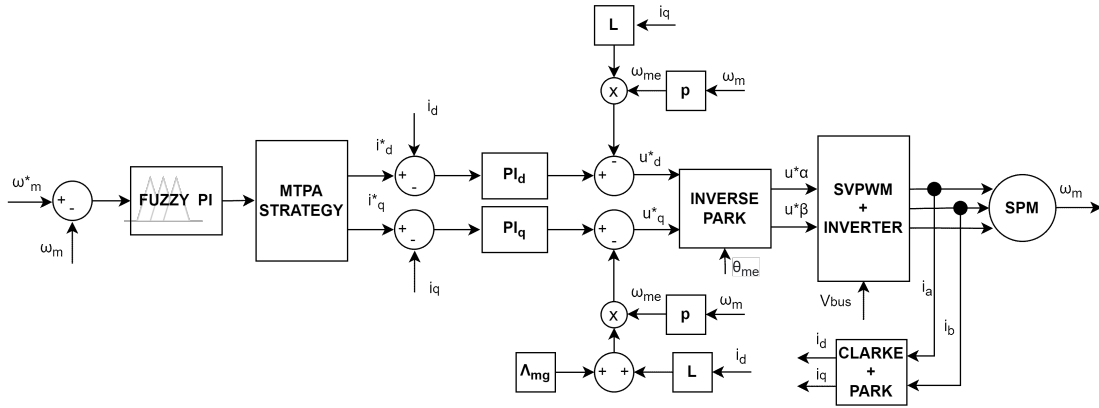 L
iq
ωme
x
p
ωm
id
i*d
ω*m
+
-
FUZZY PI
MTPA
STRATEGY
+
-
PId
-
+
u*d
u*α
SVPWM
+
INVERTER
ωm
i*q
INVERSE
PARK
SPM
+
-
PIq
+
-
u*q
u*β
ωm
iq
θme
Vbus
ia
ib
ωme
x
p
ωm
Λmg
+ +
L
id
id
iq
CLARKE
+
PARK